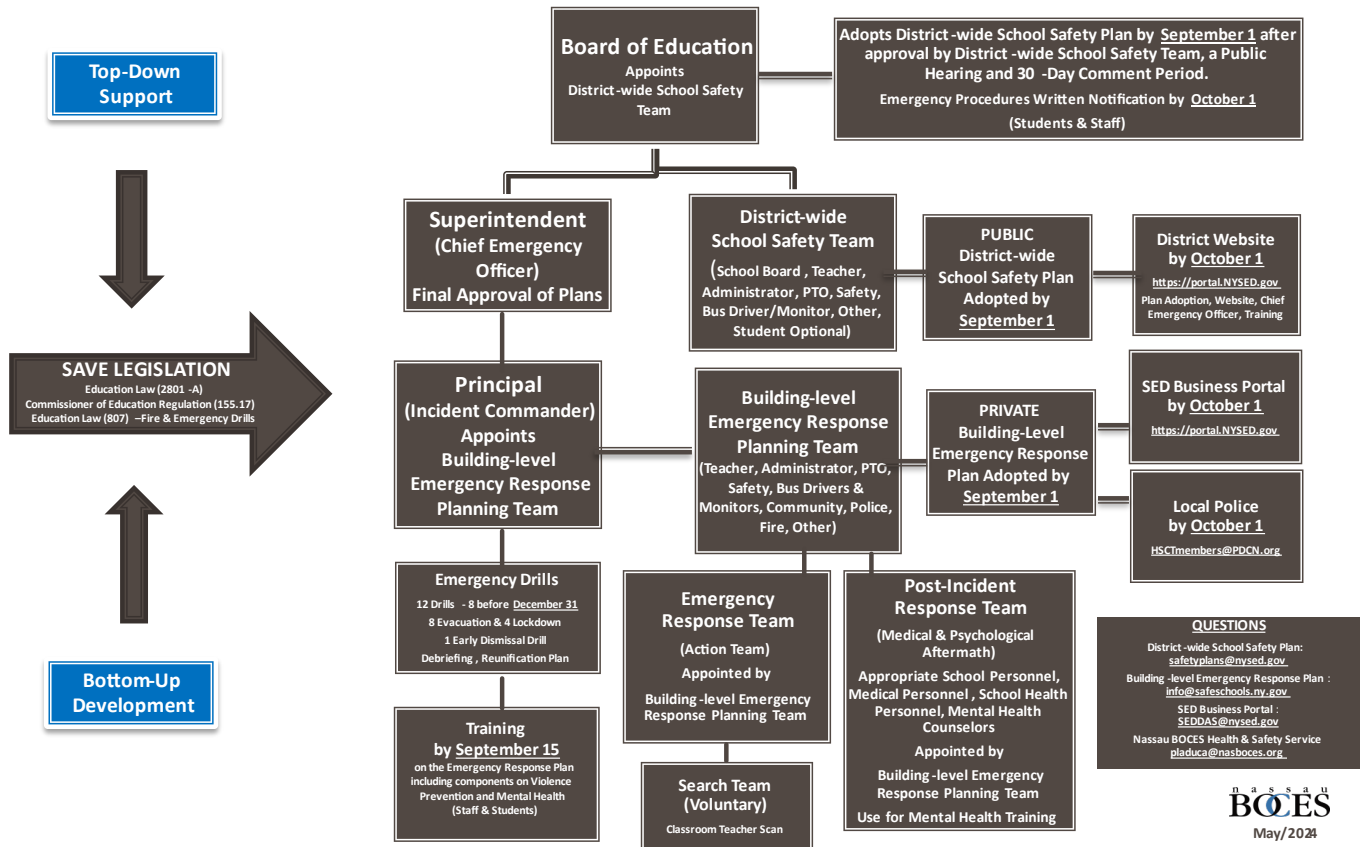 Top-Down
Support
Board of Education
Appoints
District-wide School Safety
Team
Adopts District -wide School Safety Plan by September 1 after
approval by District -wide School Safety Team, a Public
Hearing and 30 -Day Comment Period.
Emergency Procedures Written Notification by October 1
(Students & Staff)
Superintendent
(Chief Emergency
Officer)
Final Approval of Plans
District-wide
School Safety Team
(School Board , Teacher,
Administrator, PTO, Safety,
Bus Driver/Monitor, Other,
Student Optional)
PUBLIC
District-wide
School Safety Plan
Adopted by
September 1
District Website
by October 1
https://portal.NYSED.gov
Plan Adoption, Website, Chief
Emergency Officer, Training
SAVE LEGISLATION
Education Law (2801 -A)
Commissioner of Education Regulation (155.17)
Education Law (807) –Fire & Emergency Drills
Principal
(Incident Commander)
Appoints
Building-level
Emergency Response
Planning Team
Building-level
Emergency Response
Planning Team
(Teacher, Administrator, PTO,
Safety, Bus Drivers &
Monitors, Community, Police,
Fire, Other)
PRIVATE
Building-Level
Emergency Response
Plan Adopted by
September 1
SED Business Portal
by October 1
https://portal.NYSED.gov
Local Police
by October 1
HSCTmembers@PDCN.org
Bottom-Up
Development
Emergency Drills
12 Drills - 8 before December 31
8 Evacuation & 4 Lockdown
1 Early Dismissal Drill
Debriefing , Reunification Plan
Training
by September 15
on the Emergency Response Plan
including components on Violence
Prevention and Mental Health
(Staff & Students)
Emergency
Response Team
(Action Team)
Appointed by
Building -level Emergency
Response Planning Team
Search Team
(Voluntary)
Classroom Teacher Scan
Post-Incident
Response Team
(Medical & Psychological
Aftermath)
Appropriate School Personnel,
Medical Personnel , School Health
Personnel, Mental Health
Counselors
Appointed by
Building -level Emergency
Response Planning Team
Use for Mental Health Training
QUESTIONS
District -wide School Safety Plan:
safetyplans@nysed.gov
Building -level Emergency Response Plan :
info@safeschools.ny.gov
SED Business Portal :
SEDDAS@nysed.gov
Nassau BOCES Health & Safety Service
pladuca@nasboces.org
nassau
BOCES
May/2024